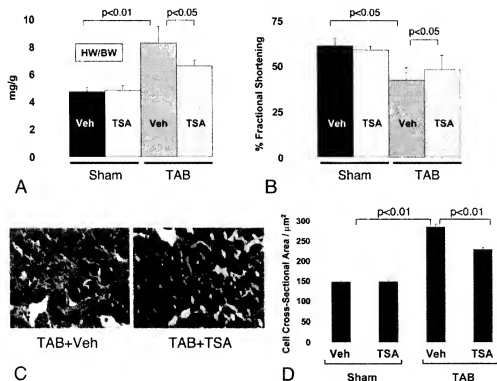 p<0.01
p<0.05
10
8
6
4
2
0
mg/g
HW/BW
Veh
TSA
Veh
TSA
Sham
TAB
A
p<0.05
p<0.05
75
50
25
0
% Fractional Shortening
Veh
TSA
Veh
TSA
Sham
TAB
B
TAB+Veh
TAB+TSA
C
p<0.01
p<0.01
300
250
200
150
100
50
0
Cell Cross-Sectional Area / μm²
Veh
TSA
Veh
TSA
Sham
TAB
D